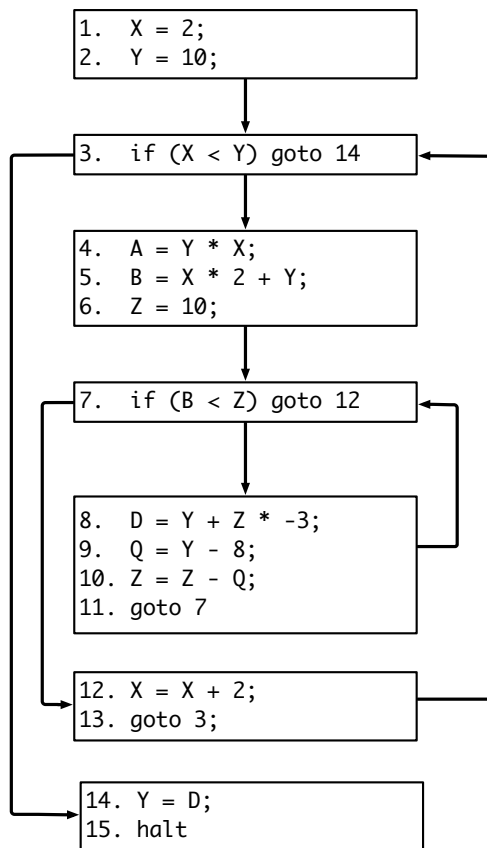 1. X = 2;
2. Y = 10;
3. if (X < Y) goto 14
4. A = Y * X;
5. B = X * 2 + Y;
6. Z = 10;
7. if (B < Z) goto 12
8. D = Y + Z * -3;
9. Q = Y - 8;
10. Z = Z - Q;
11. goto 7
12. X = X + 2;
13. goto 3;
14. Y = D;
15. halt